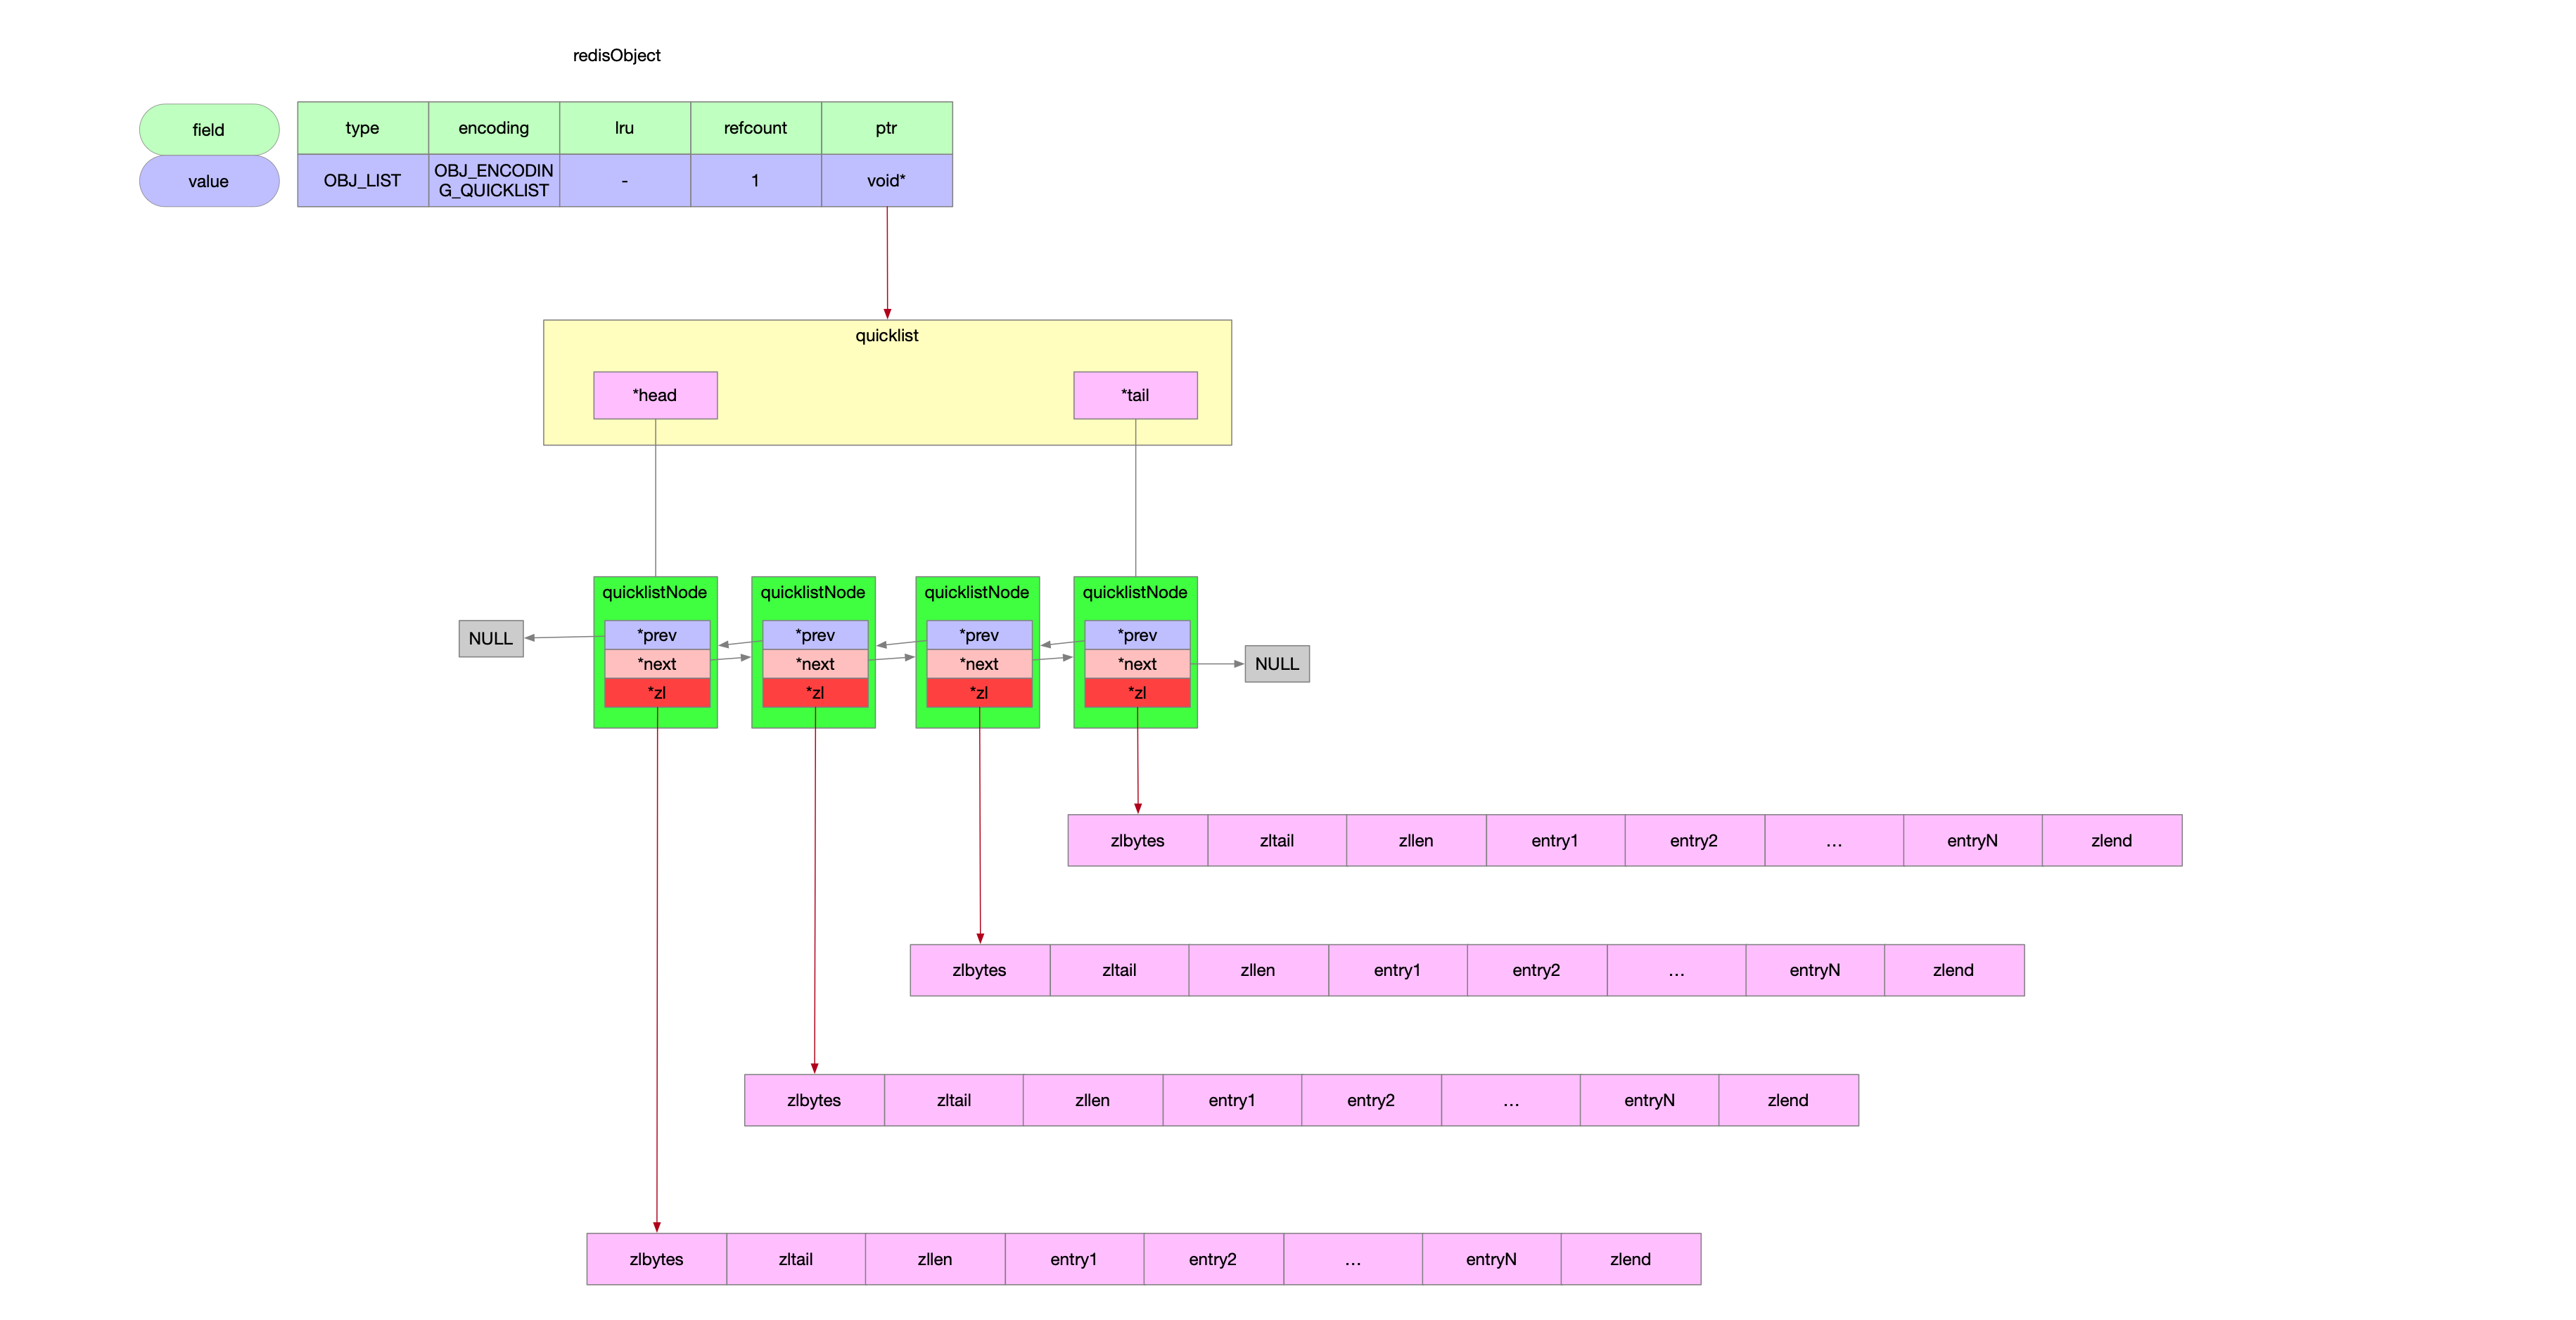 redisObject
field
type
encoding
lru
refcount
ptr
value
OBJ_LIST
OBJ_ENCODIN
G_QUICKLIST
-
1
void*
quicklist
*head
*tail
quicklistNode
quicklistNode
quicklistNode
quicklistNode
NULL
*prev
*prev
*prev
*prev
*next
*next
*next
*next
NULL
*zl
*zl
*zl
*zl
zlbytes
zltail
zllen
entry1
entry2
...
entryN
zlend
zlbytes
zltail
zllen
entry1
entry2
...
entryN
zlend
zlbytes
zltail
zllen
entry1
entry2
...
entryN
zlend
zlbytes
zltail
zllen
entry1
entry2
...
entryN
zlend